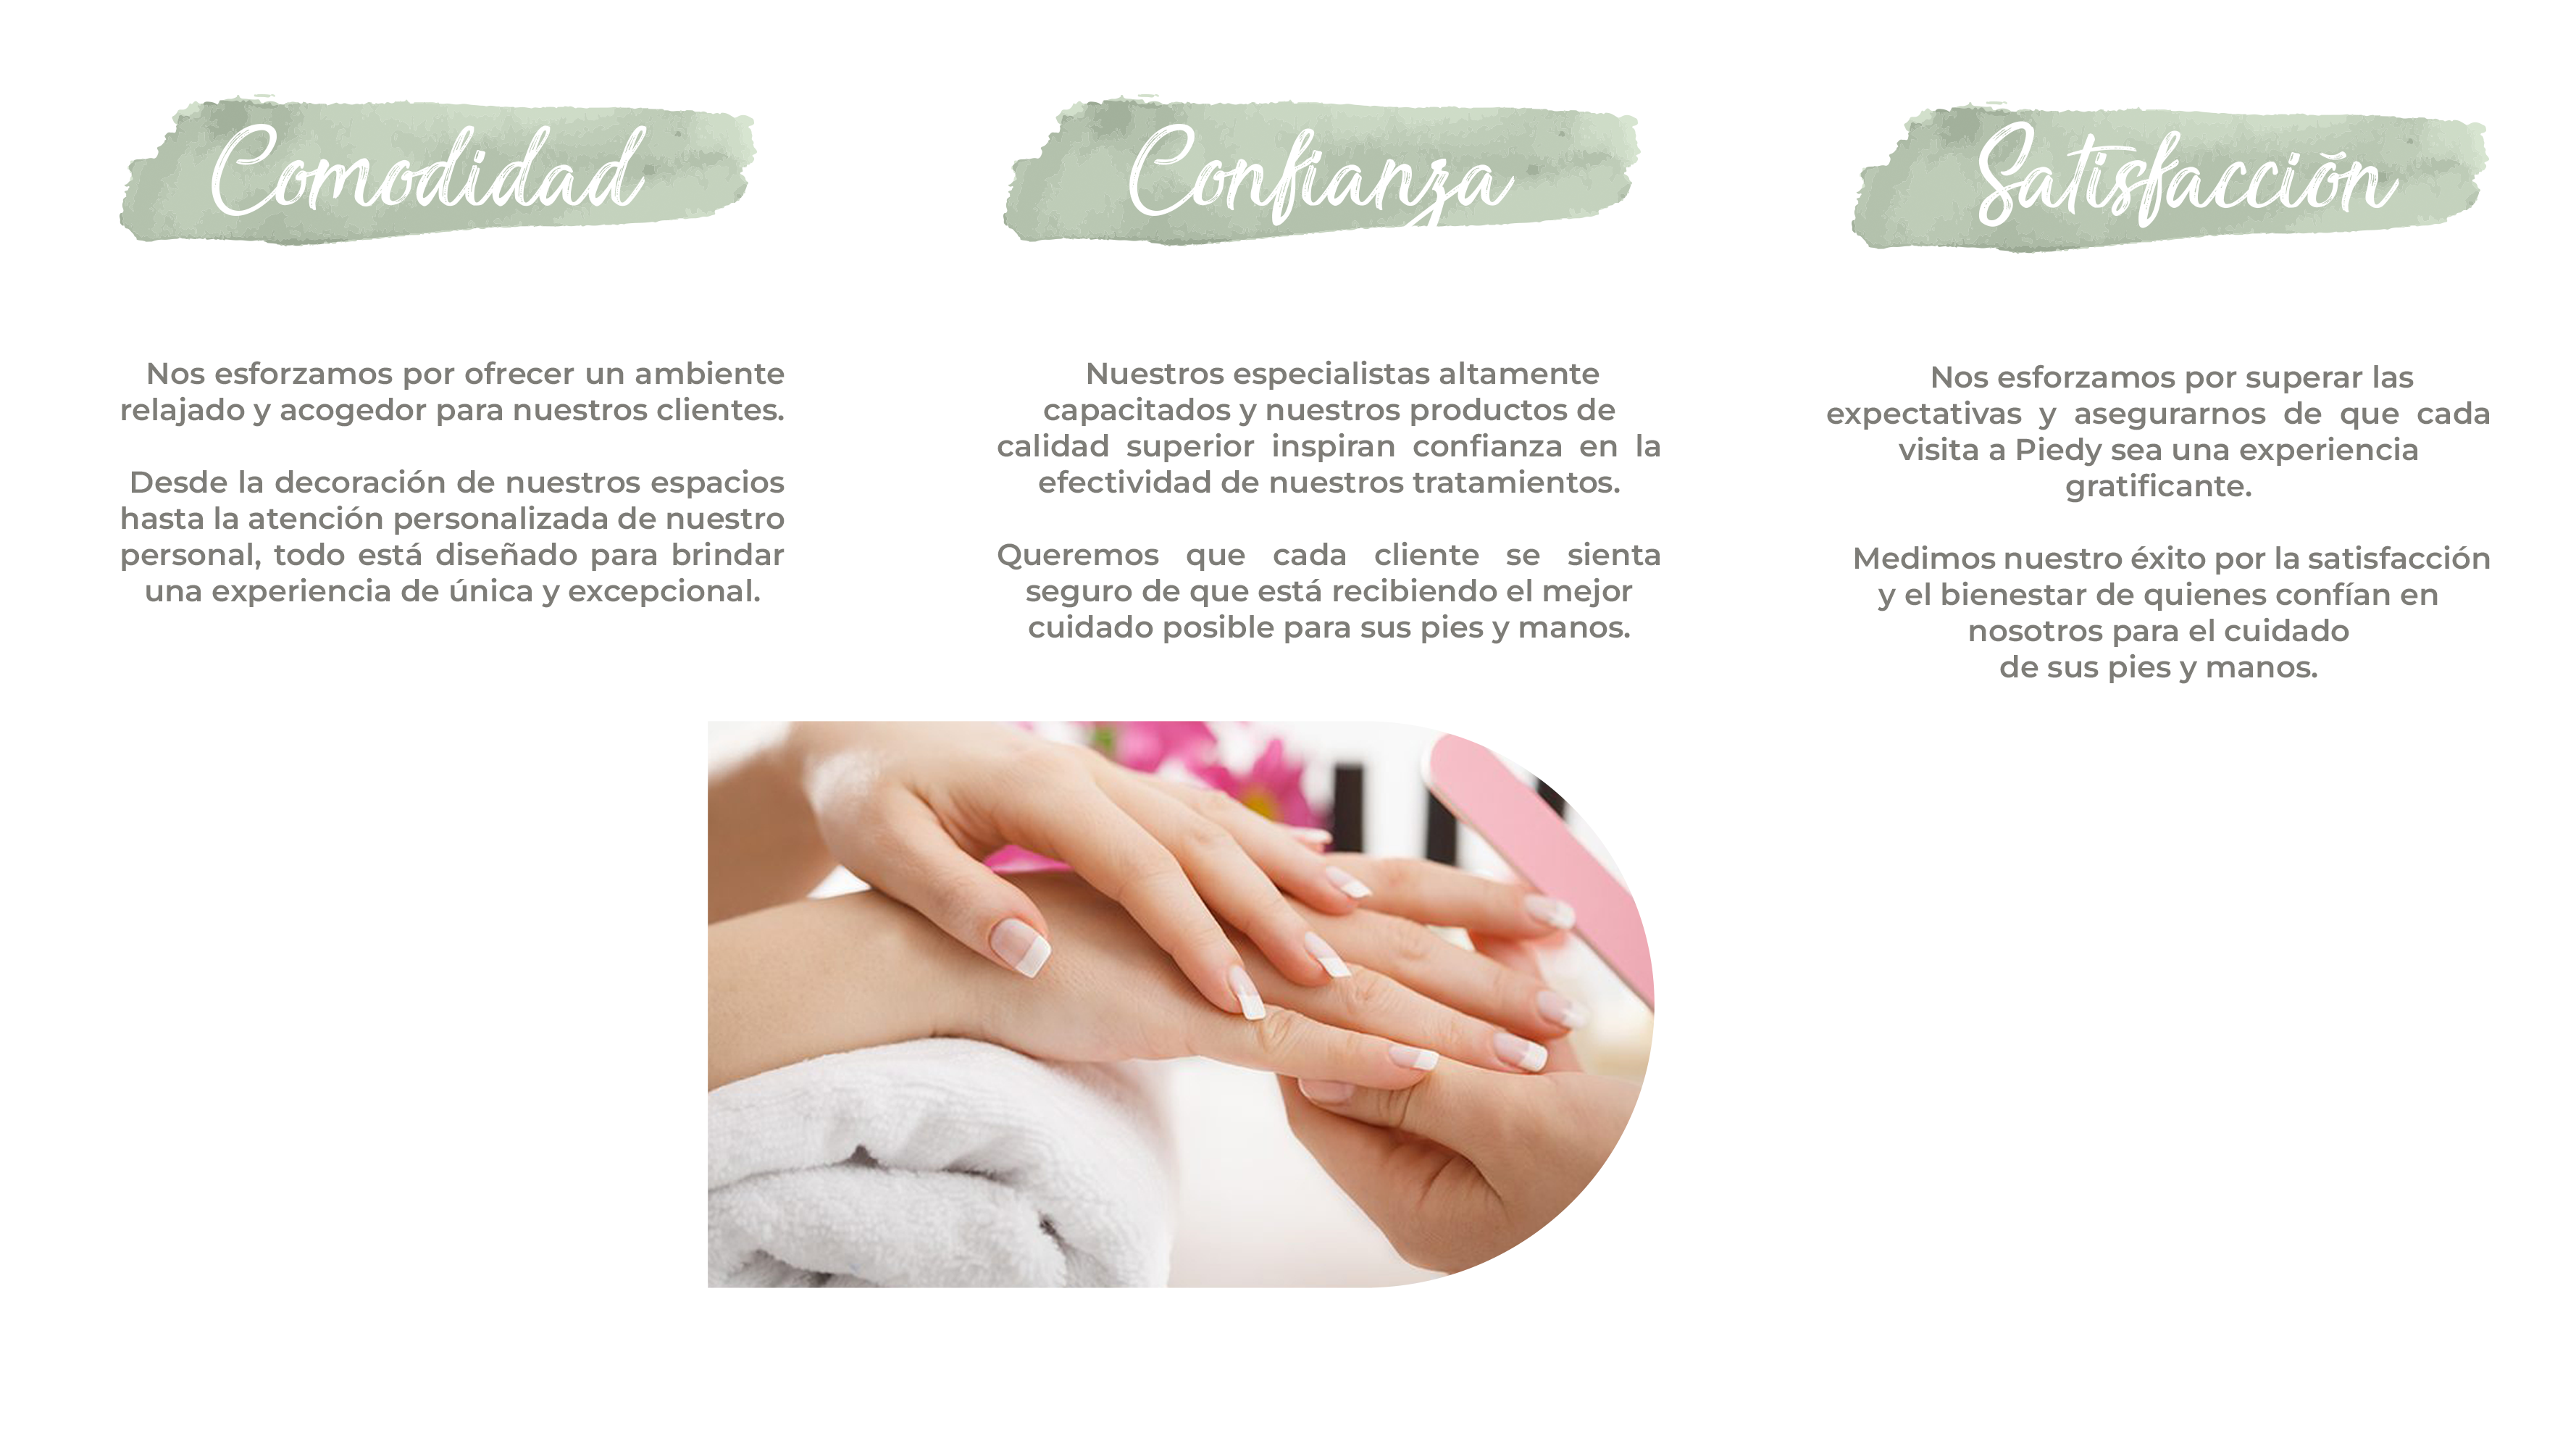 Comodidad
Nos esforzamos por ofrecer un ambiente
relajado y acogedor para nuestros clientes.
Desde la decoración de nuestros espacios
hasta la atención personalizada de nuestro
personal, todo está diseñado para brindar
una experiencia de única y excepcional.
Confianza
Nuestros especialistas altamente
capacitados y nuestros productos de
calidad superior inspiran confianza en la
efectividad de nuestros tratamientos.
Queremos que cada cliente se sienta
seguro de que está recibiendo el mejor
cuidado posible para sus pies y manos.
Satisfacción
Nos esforzamos por superar las
expectativas y asegurarnos de que cada
visita a Piedy sea una experiencia
gratificante.
Medimos nuestro éxito por la satisfacción
y el bienestar de quienes confían en
nosotros para el cuidado
de sus pies y manos.